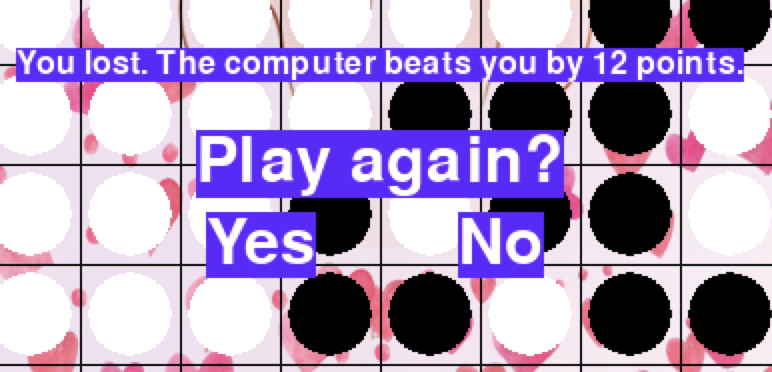 You lost. The computer beats you by 12 points.
Play again?
Yes No